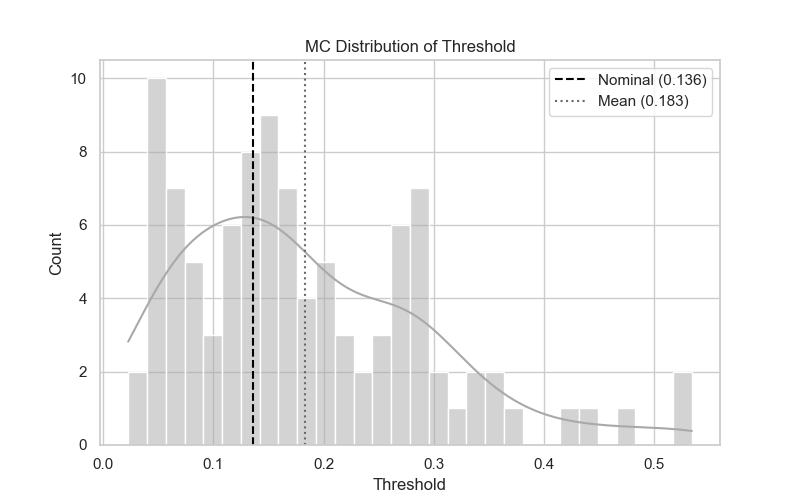 MC Distribution of Threshold
Nominal (0.136)
Mean (0.183)
Count
10
8
6
4
2
0
0.0 0.1 0.2 0.3 0.4 0.5
Threshold